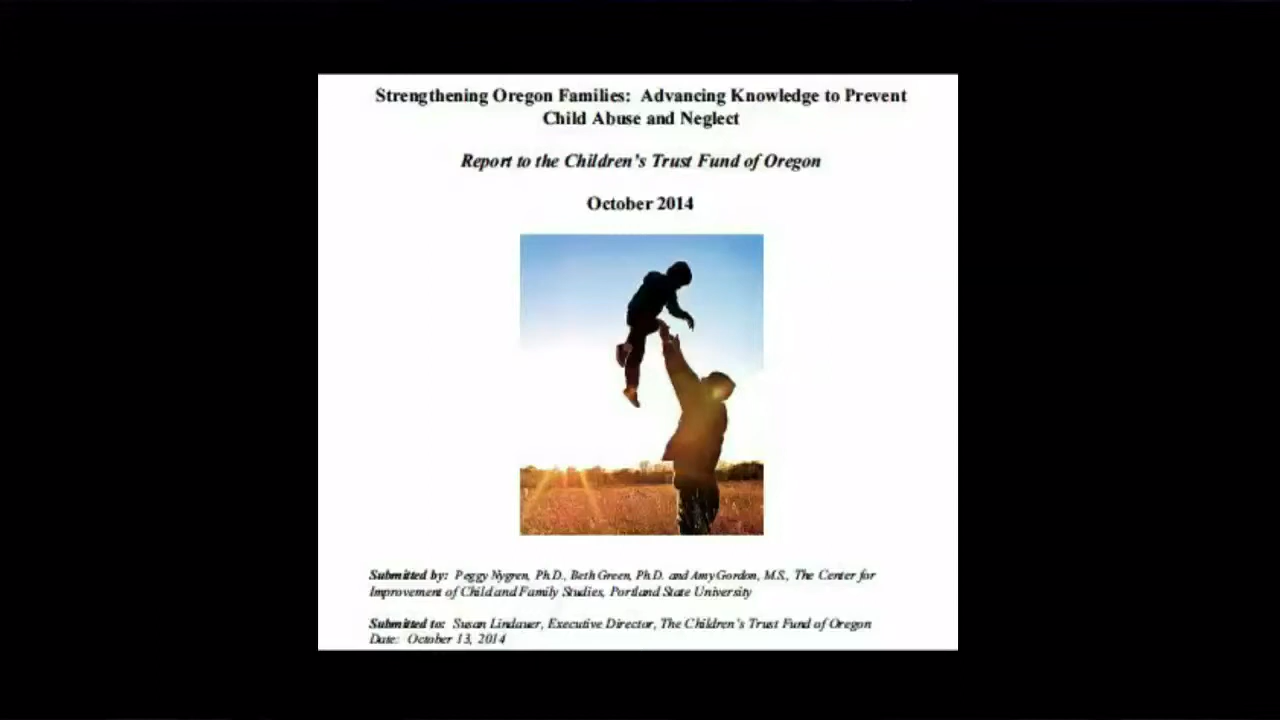 Strengthening Oregon Families: Advancing Knowledge to Prevent
Child Abuse and Neglect
Report to the Children's Trust Fund of Oregon
October 2014
Submitted by: Peggy Nygren, Ph.D., Beth Green, Ph.D. and Amy Gordon, M.S., The Center for
Improvement of Child and Family Studies, Portland State University
Submitted to: Susan Lindauer, Executive Director, The Children's Trust Fund of Oregon
Date: October 13, 2014